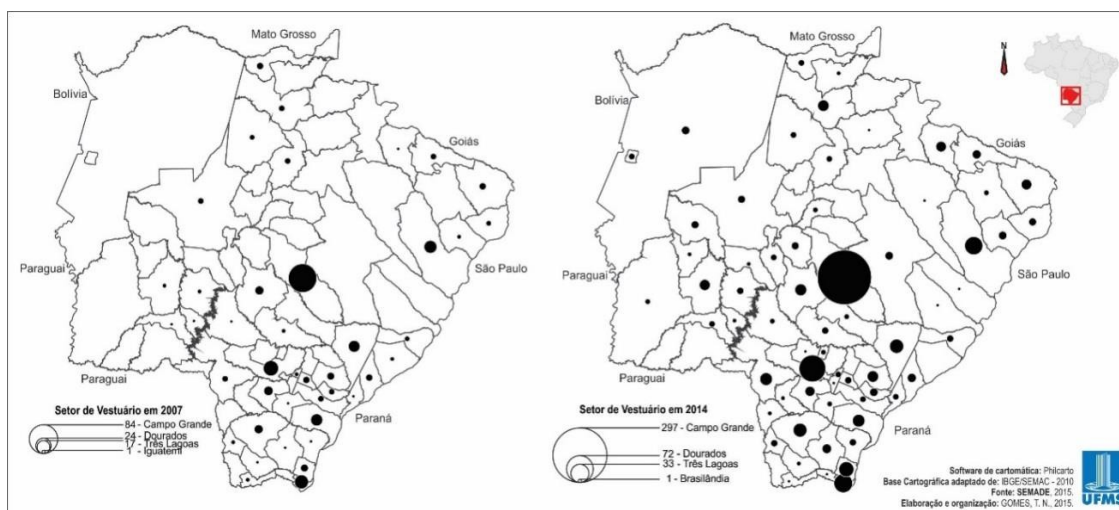 Mato Grosso
Bolívia
Goiás
Paraguai
São Paulo
Paraguai
Paraná
Setor de Vestuário em 2007
84 - Campo Grande
24 - Dourados
17 - Três Lagoas
1 - Iguatemi
Mato Grosso
N
Bolívia
Goiás
Paraguai
São Paulo
Paraguai
Paraná
Setor de Vestuário em 2014
297 - Campo Grande
72 - Dourados
33 - Três Lagoas
1 - Brasilândia
Software de cartomática: Philcarto
Base Cartográfica adaptado de: IBGE/SEMAC - 2010
Fonte: SEMADE, 2015.
Elaboração e organização: GOMES, T. N., 2015.
UFMS